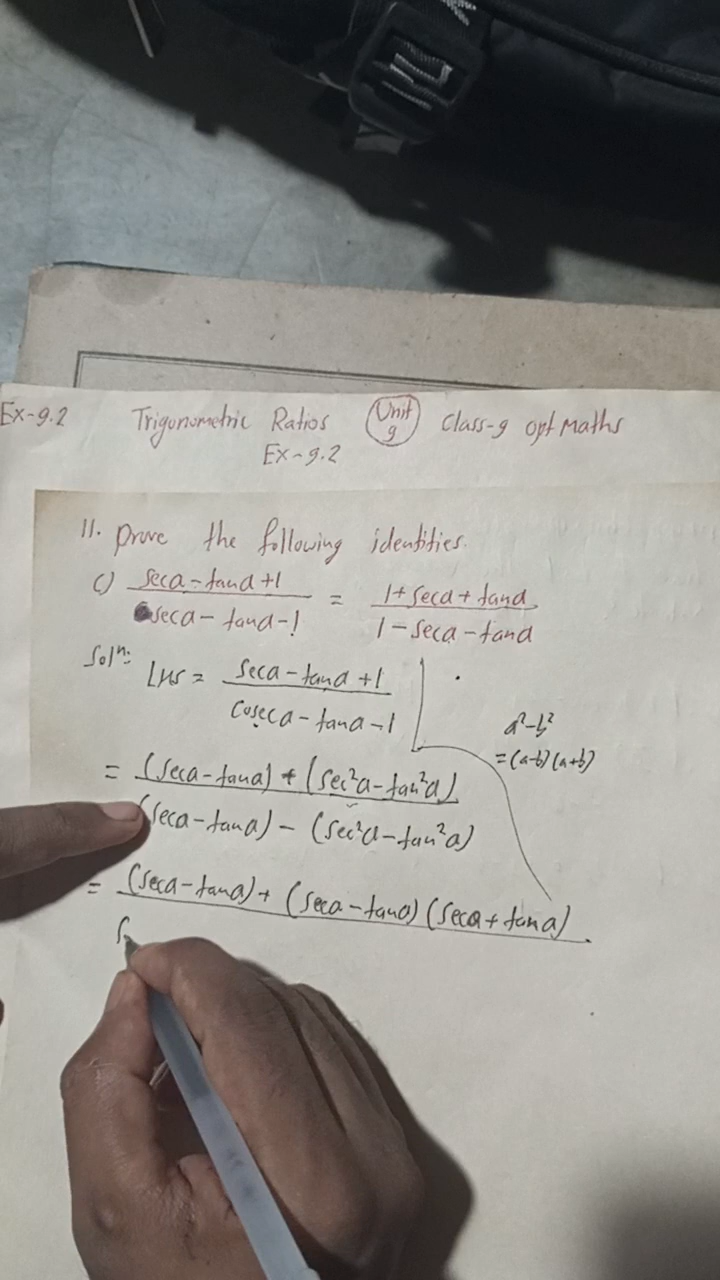 Ex-9.2 Trigonometric Ratios Unit 9 Class-9 opt Maths
Ex-9.2
11. prove the following identities.
c) (seca - tana + 1)/(seca - tana - 1) = (1 + seca + tana)/(1 - seca - tana)
Solⁿ: LHS = (seca - tana + 1)/(coseca - tana - 1)
a² - b²
= (a-b)(a+b)
= ((seca - tana) + (sec²a - tan²a))/((seca - tana) - (sec²a - tan²a))
= (seca - tana) + (seca - tana)(seca + tana)